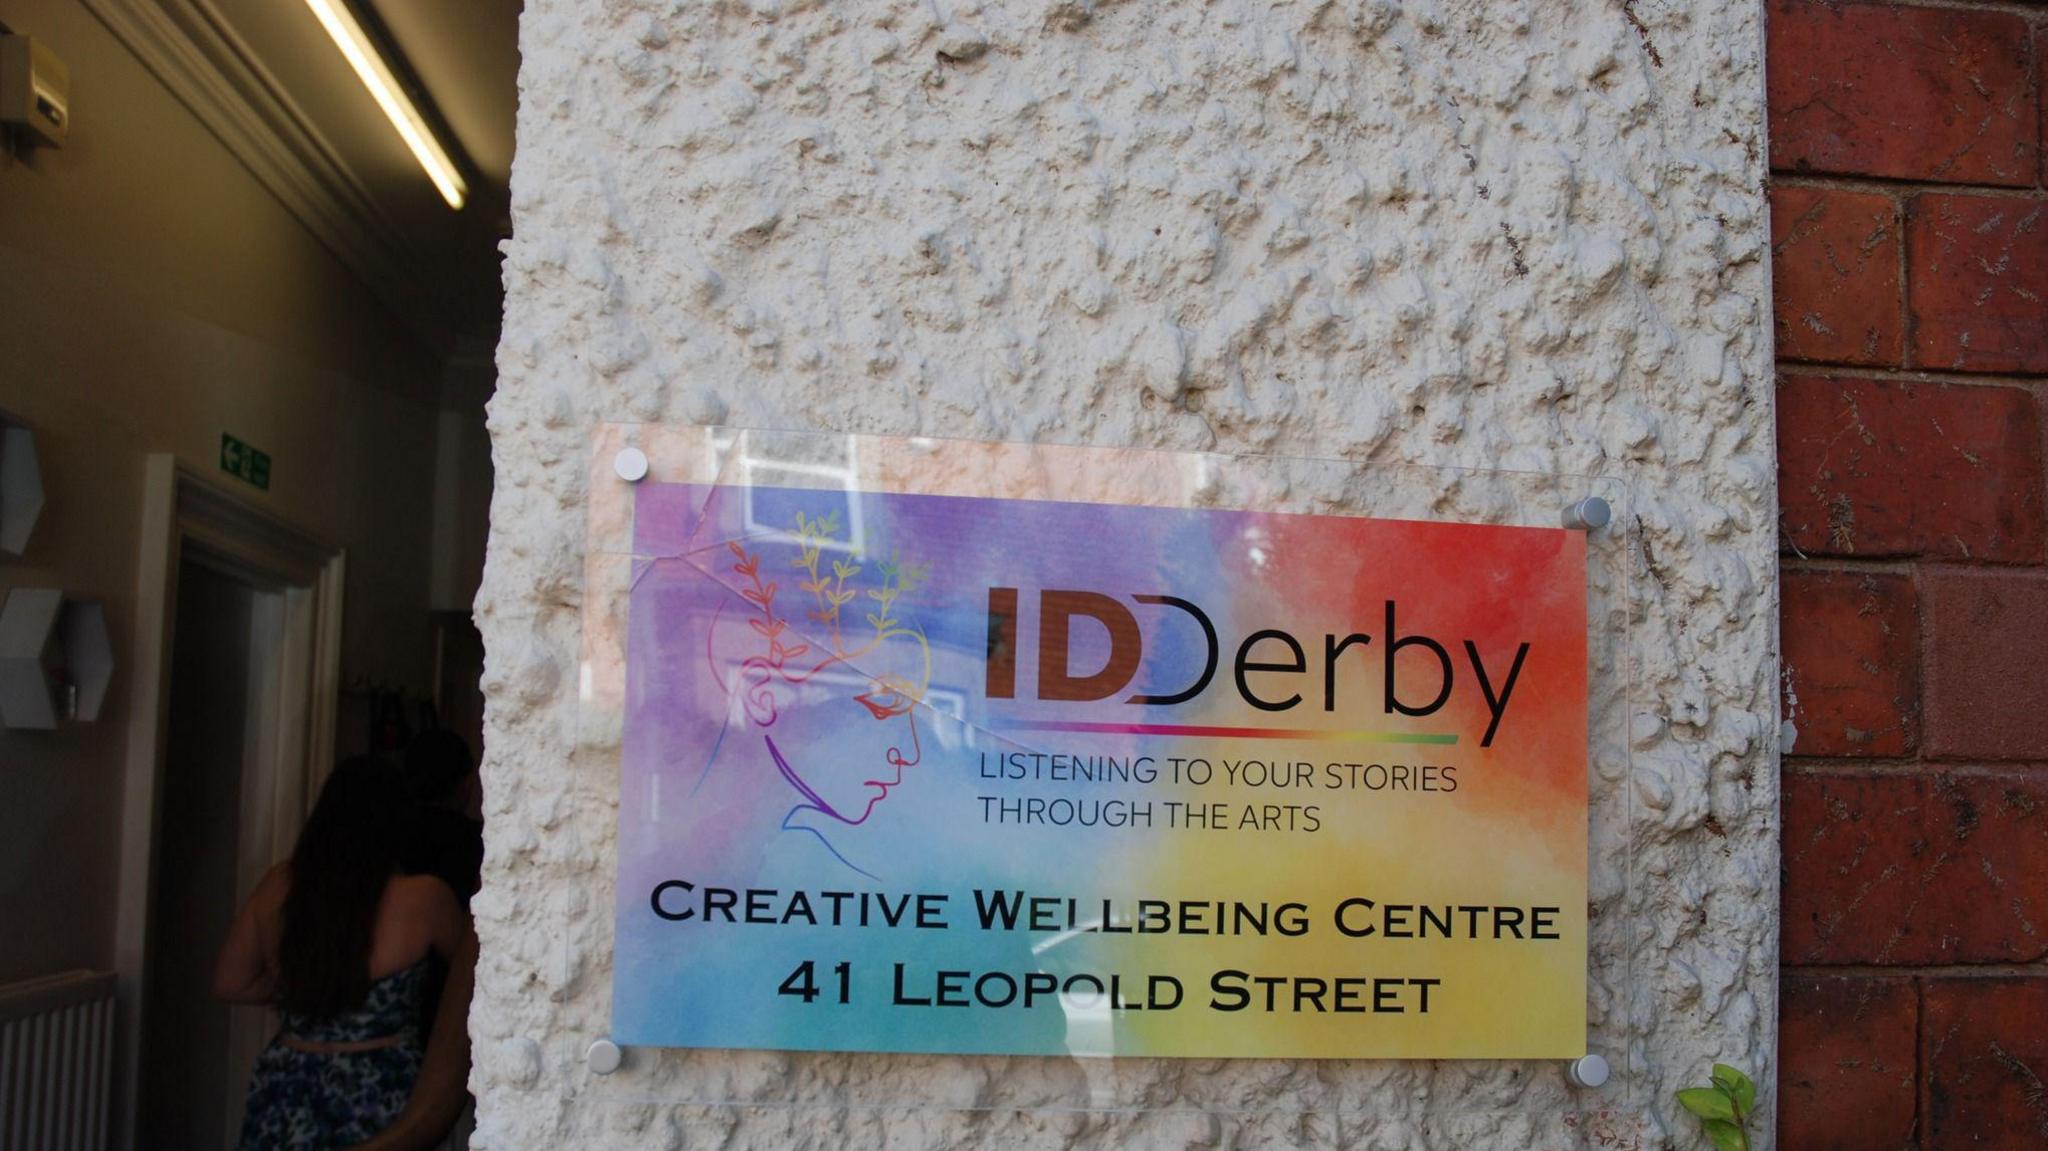 IDDerby
LISTENING TO YOUR STORIES
THROUGH THE ARTS
CREATIVE WELLBEING CENTRE
41 LEOPOLD STREET